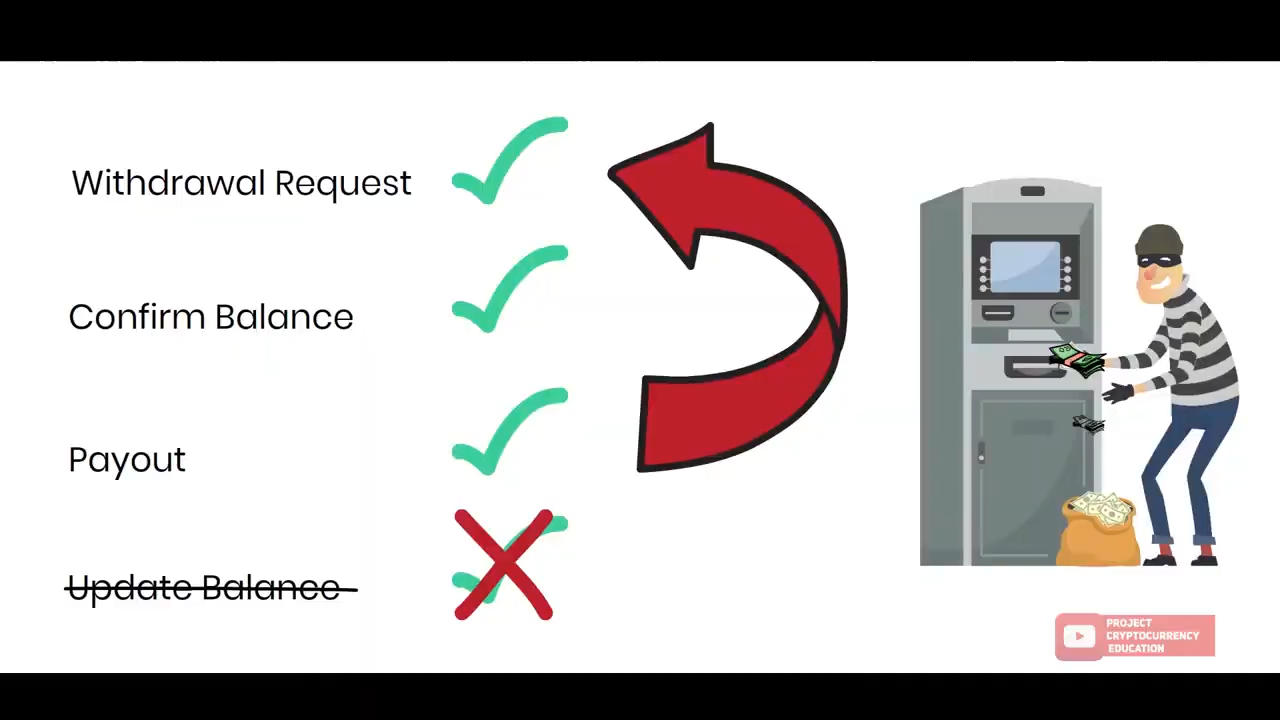 Withdrawal Request
Confirm Balance
Payout
Update Balance
PROJECT
CRYPTOCURRENCY
EDUCATION